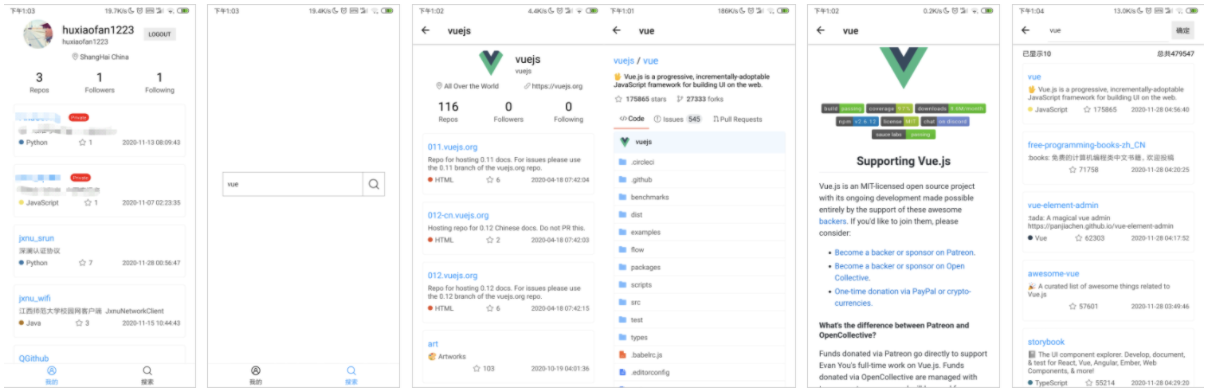 下午1:03
19.7K/s
huxiaofan1223
huxiaofan1223
LOGOUT
ShangHai China
3
1
1
Repos
Followers
Following
Private
Python
1
2020-11-13 08:09:43
Private
JavaScript
1
2020-11-07 02:23:35
jxnu_srun
深澜认证协议
Python
7
2020-11-28 00:56:47
jxnu_wifi
江西师范大学校园网客户端 JxnuNetworkClient
Java
3
2020-11-15 10:44:43
QGithub
我的
搜索
下午1:03
19.4K/s
vue
我的
搜索
下午1:02
4.4K/s
vuejs
vuejs
vuejs
All Over the World
https://vuejs.org
116
0
0
Repos
Followers
Following
011.vuejs.org
Repo for hosting 0.11 docs. For issues please use
the 0.11 branch of the vuejs.org repo.
HTML
6
2020-04-18 07:42:04
012-cn.vuejs.org
Hosting repo for 0.12 Chinese docs. Do not PR this.
HTML
2
2020-04-18 07:42:03
012.vuejs.org
Repo for hosting 0.12 docs. For issues please use
the 0.12 branch of the vuejs.org repo.
HTML
6
2020-04-18 07:42:15
art
Artworks
103
2020-10-19 04:01:36
下午1:01
186K/s
vue
vuejs / vue
Vue.js is a progressive, incrementally-adoptable
JavaScript framework for building UI on the web.
175865 stars
27333 forks
Code
Issues 545
Pull Requests
vuejs
.circleci
.github
benchmarks
dist
examples
flow
packages
scripts
src
test
types
.babelrc.js
.editorconfig
下午1:02
0.2K/s
vue
build passing
coverage
downloads
npm v2.6.12
license MIT
chat on discord
sauce labs passing
Supporting Vue.js
Vue.js is an MIT-licensed open source project
with its ongoing development made possible
entirely by the support of these awesome
backers. If you'd like to join them, please
consider:
Become a backer or sponsor on Patreon.
Become a backer or sponsor on Open
Collective.
One-time donation via PayPal or crypto-
currencies.
What's the difference between Patreon and
OpenCollective?
Funds donated via Patreon go directly to support
Evan You's full-time work on Vue.js. Funds
donated via OpenCollective are managed with
下午1:04
13.0K/s
vue
确定
已显示10
总共479547
vue
Vue.js is a progressive, incrementally-adoptable
JavaScript framework for building UI on the web.
JavaScript
175865
2020-11-28 04:56:40
free-programming-books-zh_CN
:books: 免费的计算机编程类中文书籍，欢迎投稿
71758
2020-11-28 04:20:25
vue-element-admin
:tada: A magical vue admin
https://panjiachen.github.io/vue-element-admin
Vue
62303
2020-11-28 04:17:52
awesome-vue
A curated list of awesome things related to
Vue.js
57601
2020-11-28 03:49:46
storybook
The UI component explorer. Develop, document,
& test for React, Vue, Angular, Ember, Web
Components, & more!
TypeScript
55214
2020-11-28 04:39:16